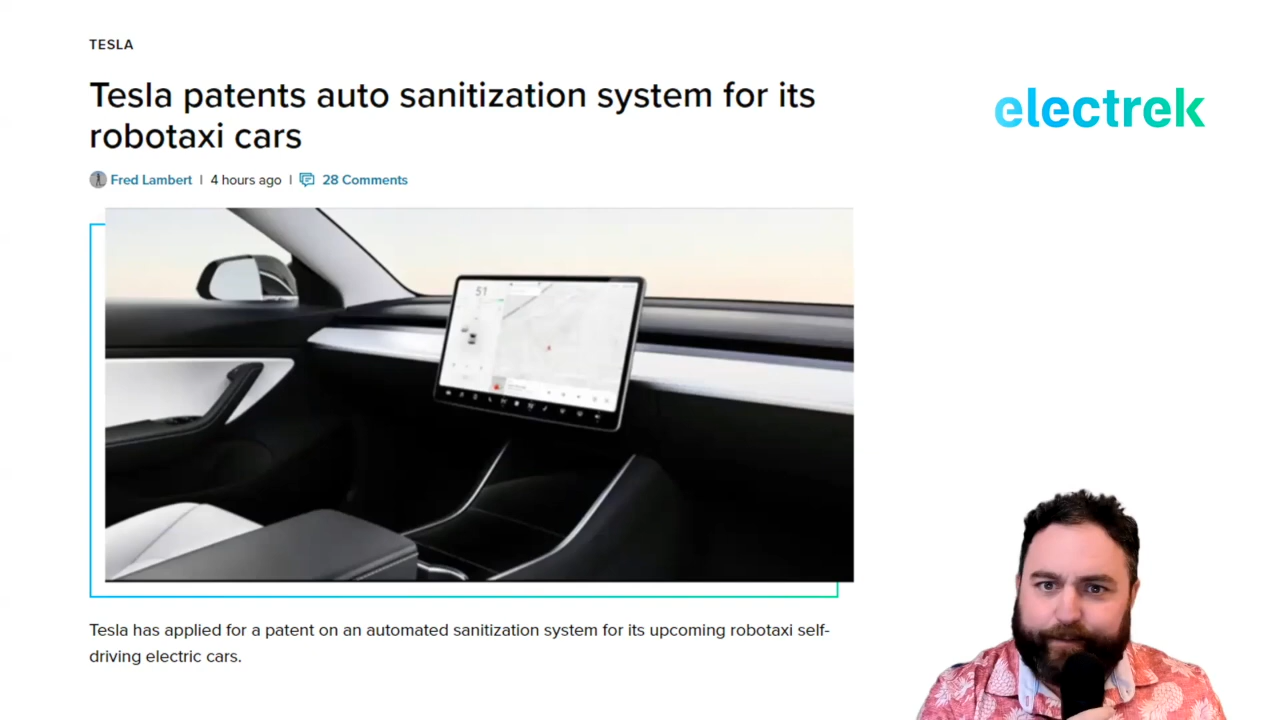 TESLA
electrek
Tesla patents auto sanitization system for its
robotaxi cars
Fred Lambert | 4 hours ago | 28 Comments
51
Tesla has applied for a patent on an automated sanitization system for its upcoming robotaxi self-
driving electric cars.